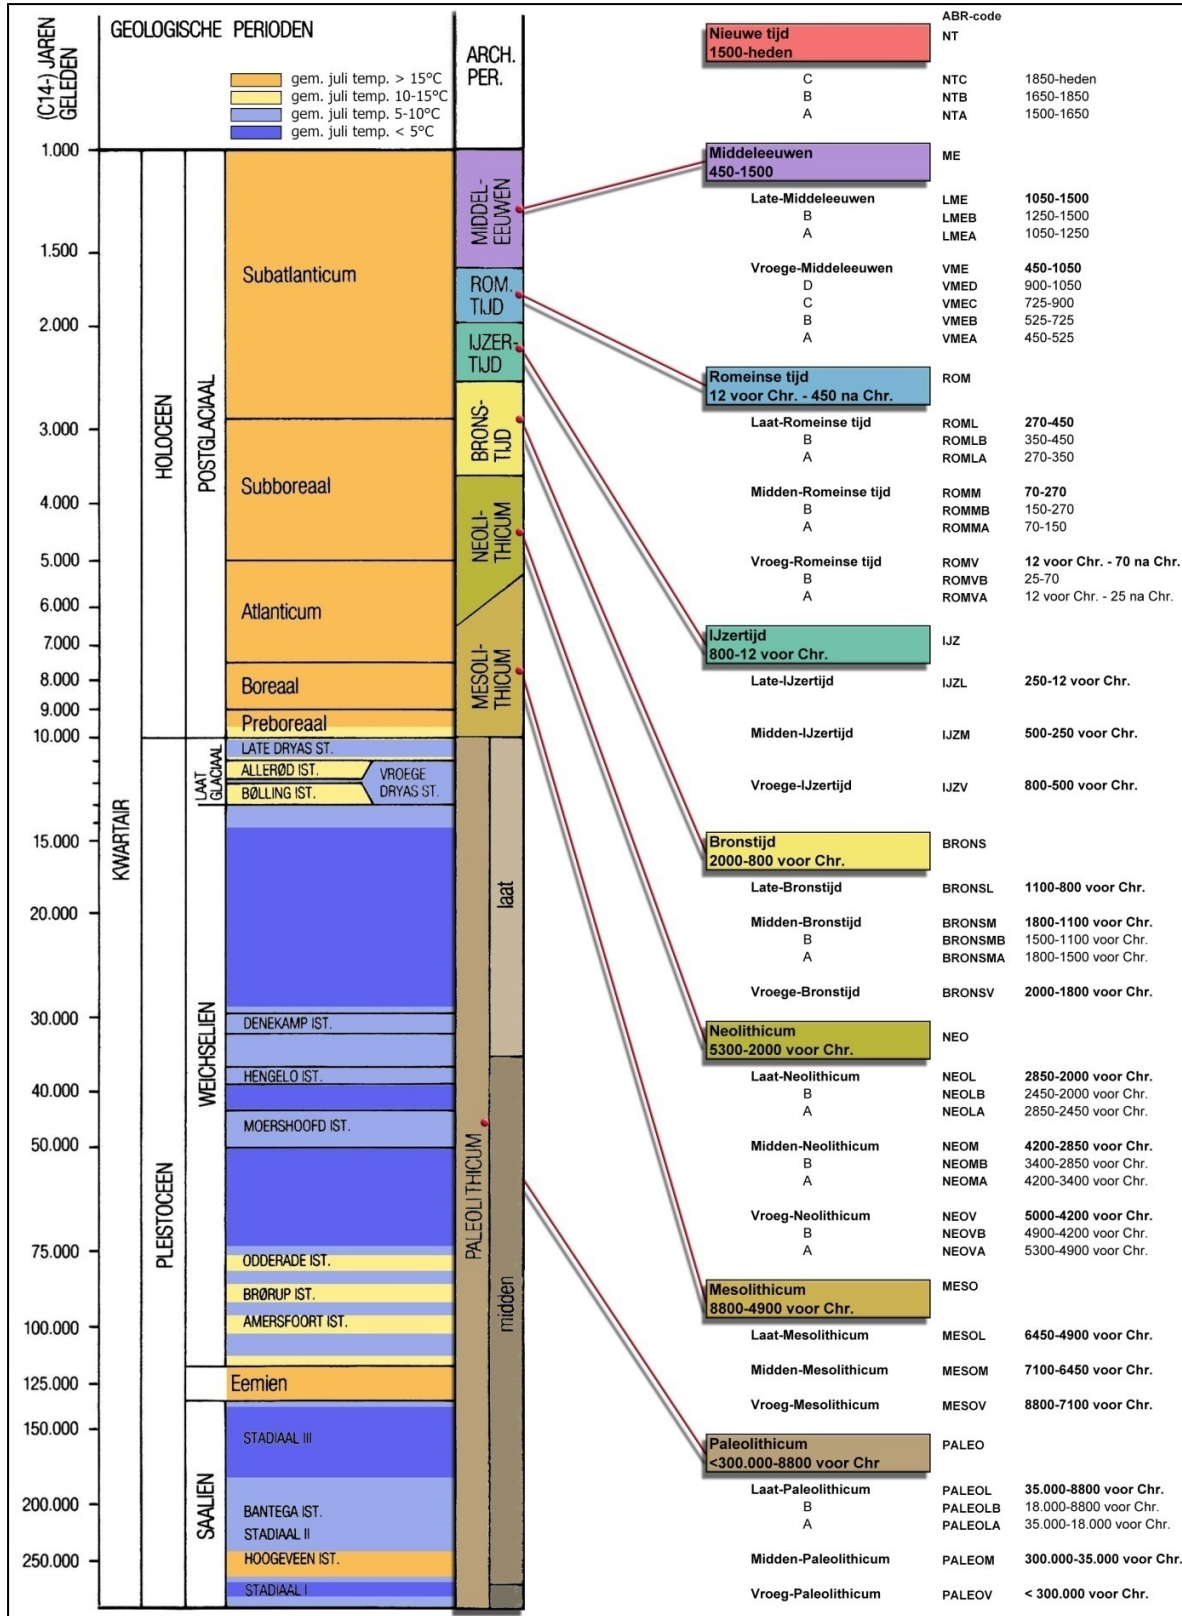 (C14-) JAREN
GELEDEN
GEOLOGISCHE PERIODEN
gem. juli temp. > 15°C
gem. juli temp. 10-15°C
gem. juli temp. 5-10°C
gem. juli temp. < 5°C
ARCH.
PER.
1.000
1.500
2.000
3.000
4.000
5.000
6.000
7.000
8.000
9.000
10.000
15.000
20.000
30.000
40.000
50.000
75.000
100.000
125.000
150.000
200.000
250.000
KWARTAIR
HOLOCEEN
PLEISTOCEEN
POSTGLACIAAL
LAAT
GLACIAAL
WEICHSELIEN
SAALIEN
Subatlanticum
Subboreaal
Atlanticum
Boreaal
Preboreaal
LATE DRYAS ST.
ALLERØD IST.
VROEGE
DRYAS ST.
BØLLING IST.
DENEKAMP IST.
HENGELO IST.
MOERSHOOFD IST.
ODDERADE IST.
BRØRUP IST.
AMERSFOORT IST.
Eemien
STADIAAL III
BANTEGA IST.
STADIAAL II
HOOGEVEEN IST.
STADIAAL I
MIDDEL-
EEUWEN
ROM.
TIJD
IJZER-
TIJD
BRONS-
TIJD
NEOLI-
THICUM
MESOLI-
THICUM
PALEOLITHICUM
laat
midden
ABR-code
Nieuwe tijd NT
1500-heden
C NTC 1850-heden
B NTB 1650-1850
A NTA 1500-1650
Middeleeuwen ME
450-1500
Late-Middeleeuwen LME 1050-1500
B LMEB 1250-1500
A LMEA 1050-1250
Vroege-Middeleeuwen VME 450-1050
D VMED 900-1050
C VMEC 725-900
B VMEB 525-725
A VMEA 450-525
Romeinse tijd ROM
12 voor Chr. - 450 na Chr.
Laat-Romeinse tijd ROML 270-450
B ROMLB 350-450
A ROMLA 270-350
Midden-Romeinse tijd ROMM 70-270
B ROMMB 150-270
A ROMMA 70-150
Vroeg-Romeinse tijd ROMV 12 voor Chr. - 70 na Chr.
B ROMVB 25-70
A ROMVA 12 voor Chr. - 25 na Chr.
IJzertijd IJZ
800-12 voor Chr.
Late-IJzertijd IJZL 250-12 voor Chr.
Midden-IJzertijd IJZM 500-250 voor Chr.
Vroege-IJzertijd IJZV 800-500 voor Chr.
Bronstijd BRONS
2000-800 voor Chr.
Late-Bronstijd BRONSL 1100-800 voor Chr.
Midden-Bronstijd BRONSM 1800-1100 voor Chr.
B BRONSMB 1500-1100 voor Chr.
A BRONSMA 1800-1500 voor Chr.
Vroege-Bronstijd BRONSV 2000-1800 voor Chr.
Neolithicum NEO
5300-2000 voor Chr.
Laat-Neolithicum NEOL 2850-2000 voor Chr.
B NEOLB 2450-2000 voor Chr.
A NEOLA 2850-2450 voor Chr.
Midden-Neolithicum NEOM 4200-2850 voor Chr.
B NEOMB 3400-2850 voor Chr.
A NEOMA 4200-3400 voor Chr.
Vroeg-Neolithicum NEOV 5000-4200 voor Chr.
B NEOVB 4900-4200 voor Chr.
A NEOVA 5300-4900 voor Chr.
Mesolithicum MESO
8800-4900 voor Chr.
Laat-Mesolithicum MESOL 6450-4900 voor Chr.
Midden-Mesolithicum MESOM 7100-6450 voor Chr.
Vroeg-Mesolithicum MESOV 8800-7100 voor Chr.
Paleolithicum PALEO
<300.000-8800 voor Chr
Laat-Paleolithicum PALEOL 35.000-8800 voor Chr.
B PALEOLB 18.000-8800 voor Chr.
A PALEOLA 35.000-18.000 voor Chr.
Midden-Paleolithicum PALEOM 300.000-35.000 voor Chr.
Vroeg-Paleolithicum PALEOV < 300.000 voor Chr.